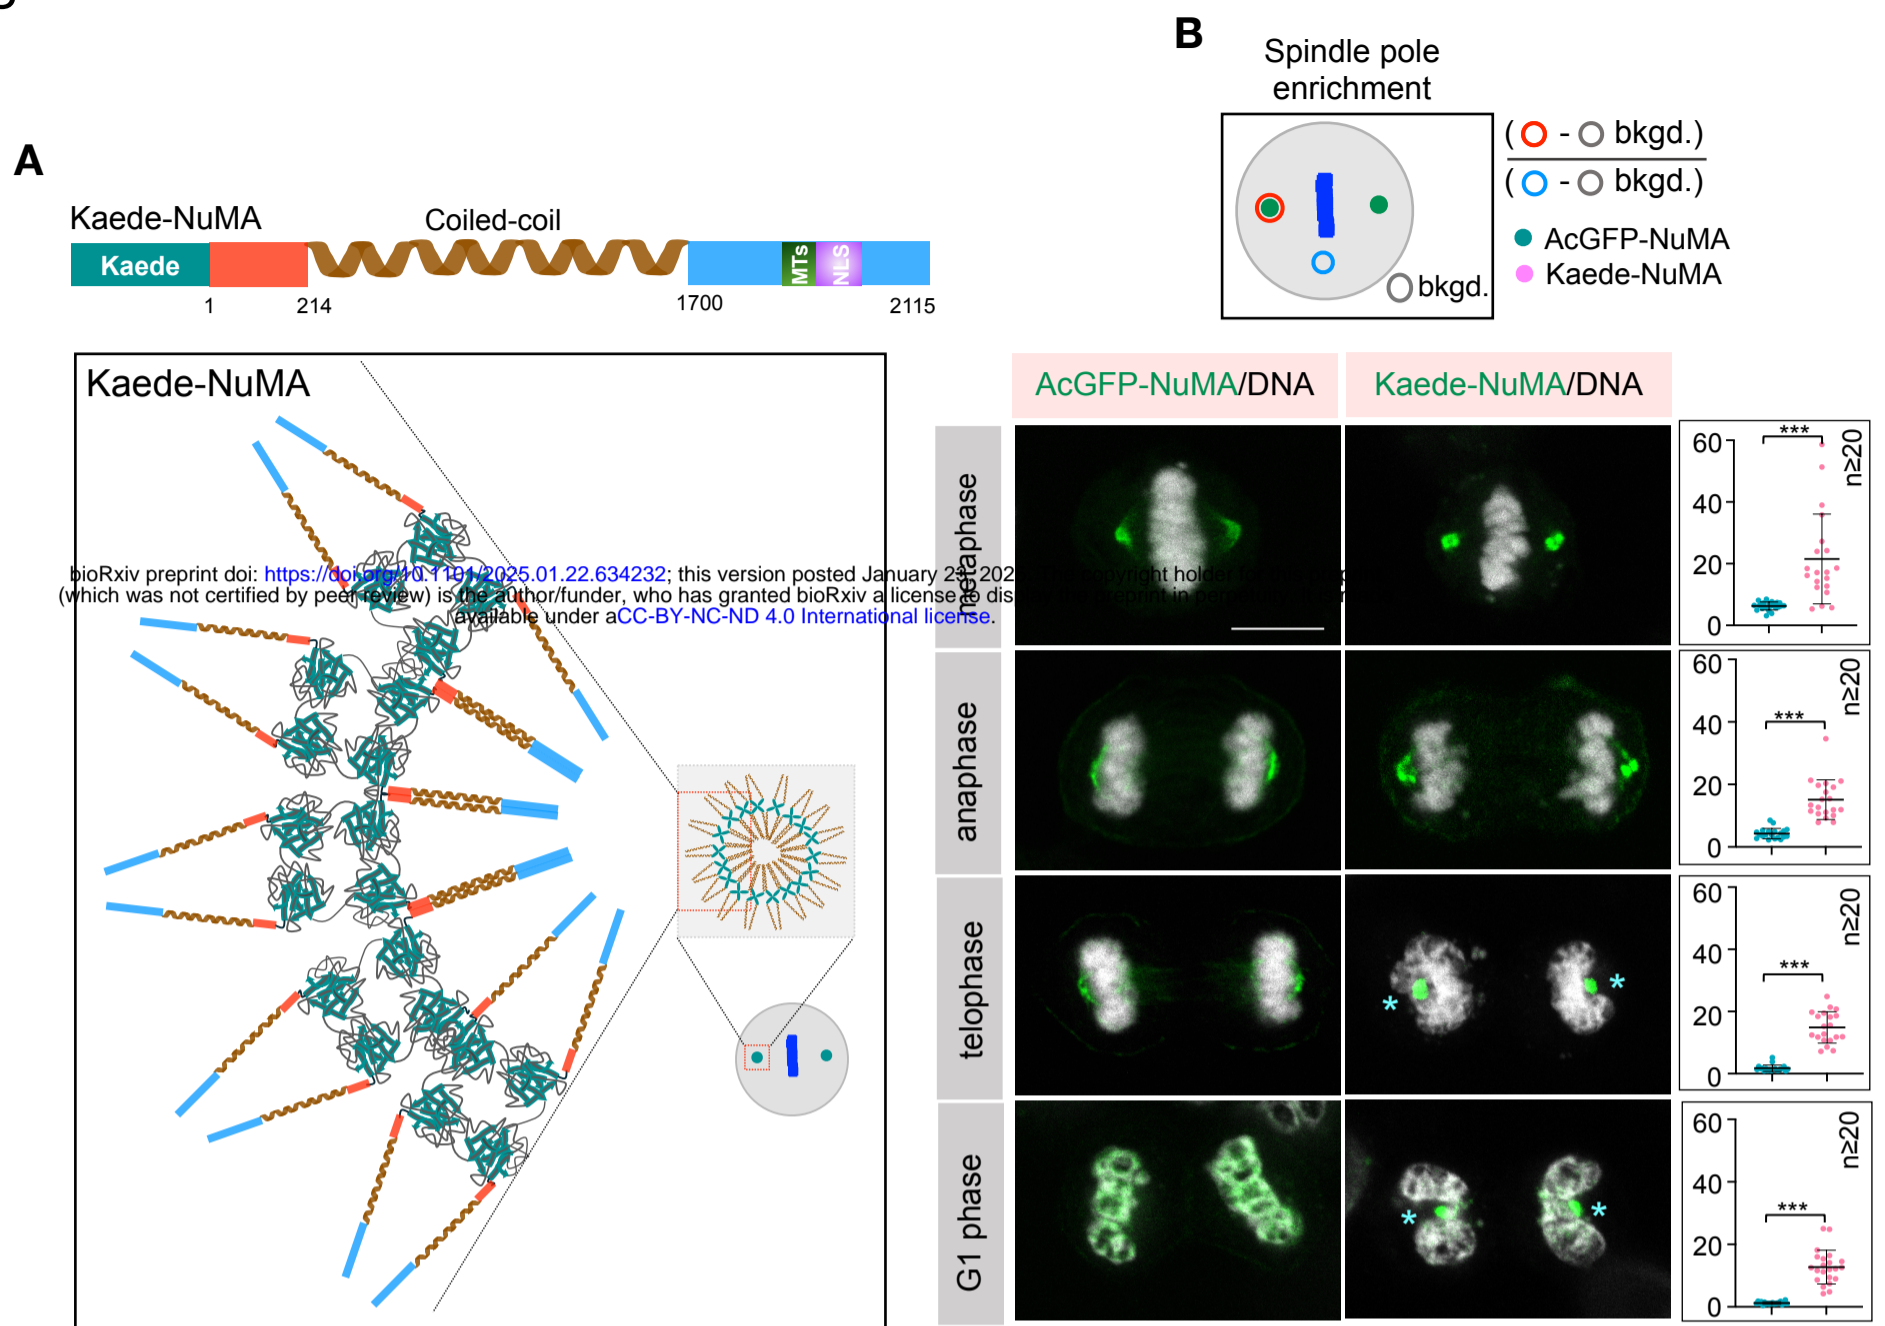 B
Spindle pole
enrichment
( - bkgd.)
( - bkgd.)
bkgd.
AcGFP-NuMA
Kaede-NuMA
A
Kaede-NuMA
Coiled-coil
Kaede
MTs
NLS
1
214
1700
2115
Kaede-NuMA
bioRxiv preprint doi: https://doi.org/10.1101/2025.01.22.634232; this version posted January 23, 202
(which was not certified by peer review) is the author/funder, who has granted bioRxiv a license to display
available under aCC-BY-NC-ND 4.0 International license.
AcGFP-NuMA/DNA
Kaede-NuMA/DNA
metaphase
60
40
20
0
***
n≥20
anaphase
60
40
20
0
***
n≥20
telophase
*
*
60
40
20
0
***
n≥20
G1 phase
*
*
60
40
20
0
***
n≥20